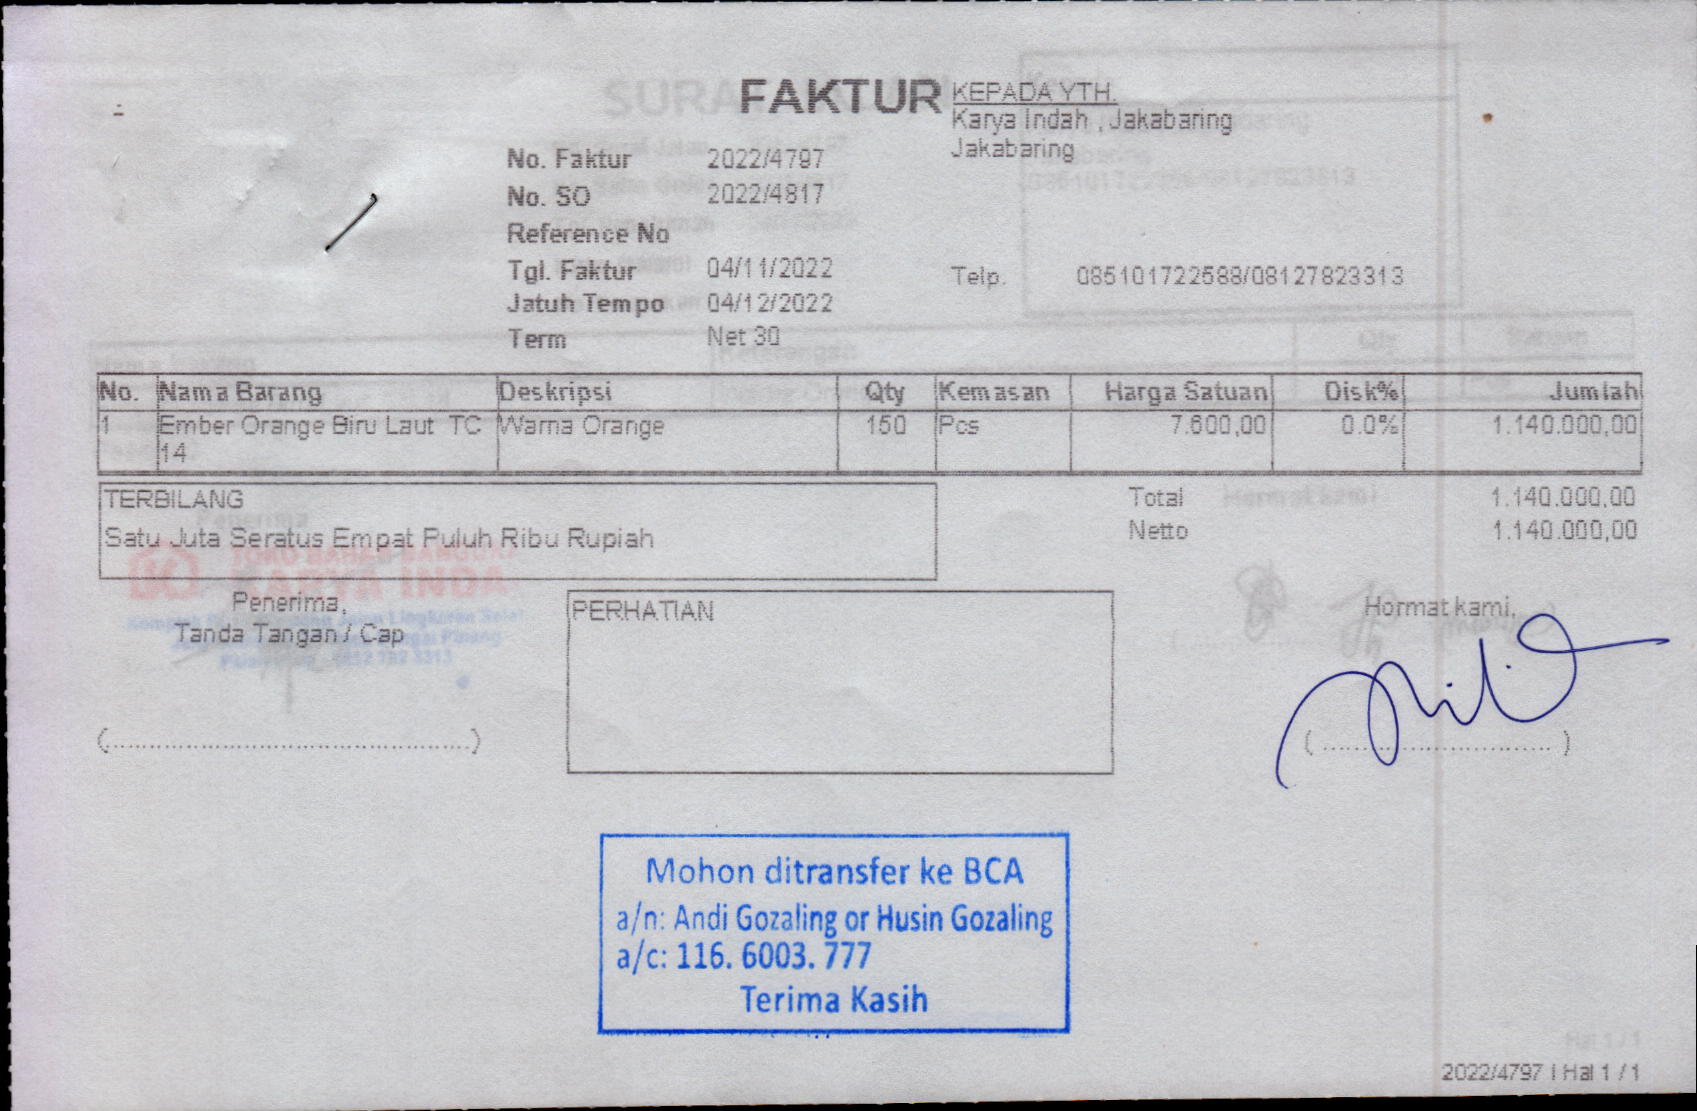 FAKTUR
KEPADA YTH.
Karya Indah , Jakabaring
Jakabaring
No. Faktur 2022/4797
No. SO 2022/4817
Reference No
Tgl. Faktur 04/11/2022
Telp. 085101722588/08127823313
Jatuh Tempo 04/12/2022
Term Net 30
No. Nama Barang Deskripsi Qty Kemasan Harga Satuan Disk% Jumlah
1 Ember Orange Biru Laut TC Warna Orange 150 Pcs 7.600,00 0.0% 1.140.000,00
14
TERBILANG
Satu Juta Seratus Empat Puluh Ribu Rupiah
Total 1.140.000,00
Netto 1.140.000,00
KARYA INDA
Penerima,
Tanda Tangan / Cap
PERHATIAN
Hormat kami,
(................................................)
( ............................... )
Mohon ditransfer ke BCA
a/n: Andi Gozaling or Husin Gozaling
a/c: 116. 6003. 777
Terima Kasih
Hal 1 / 1
2022/4797 | Hal 1 / 1